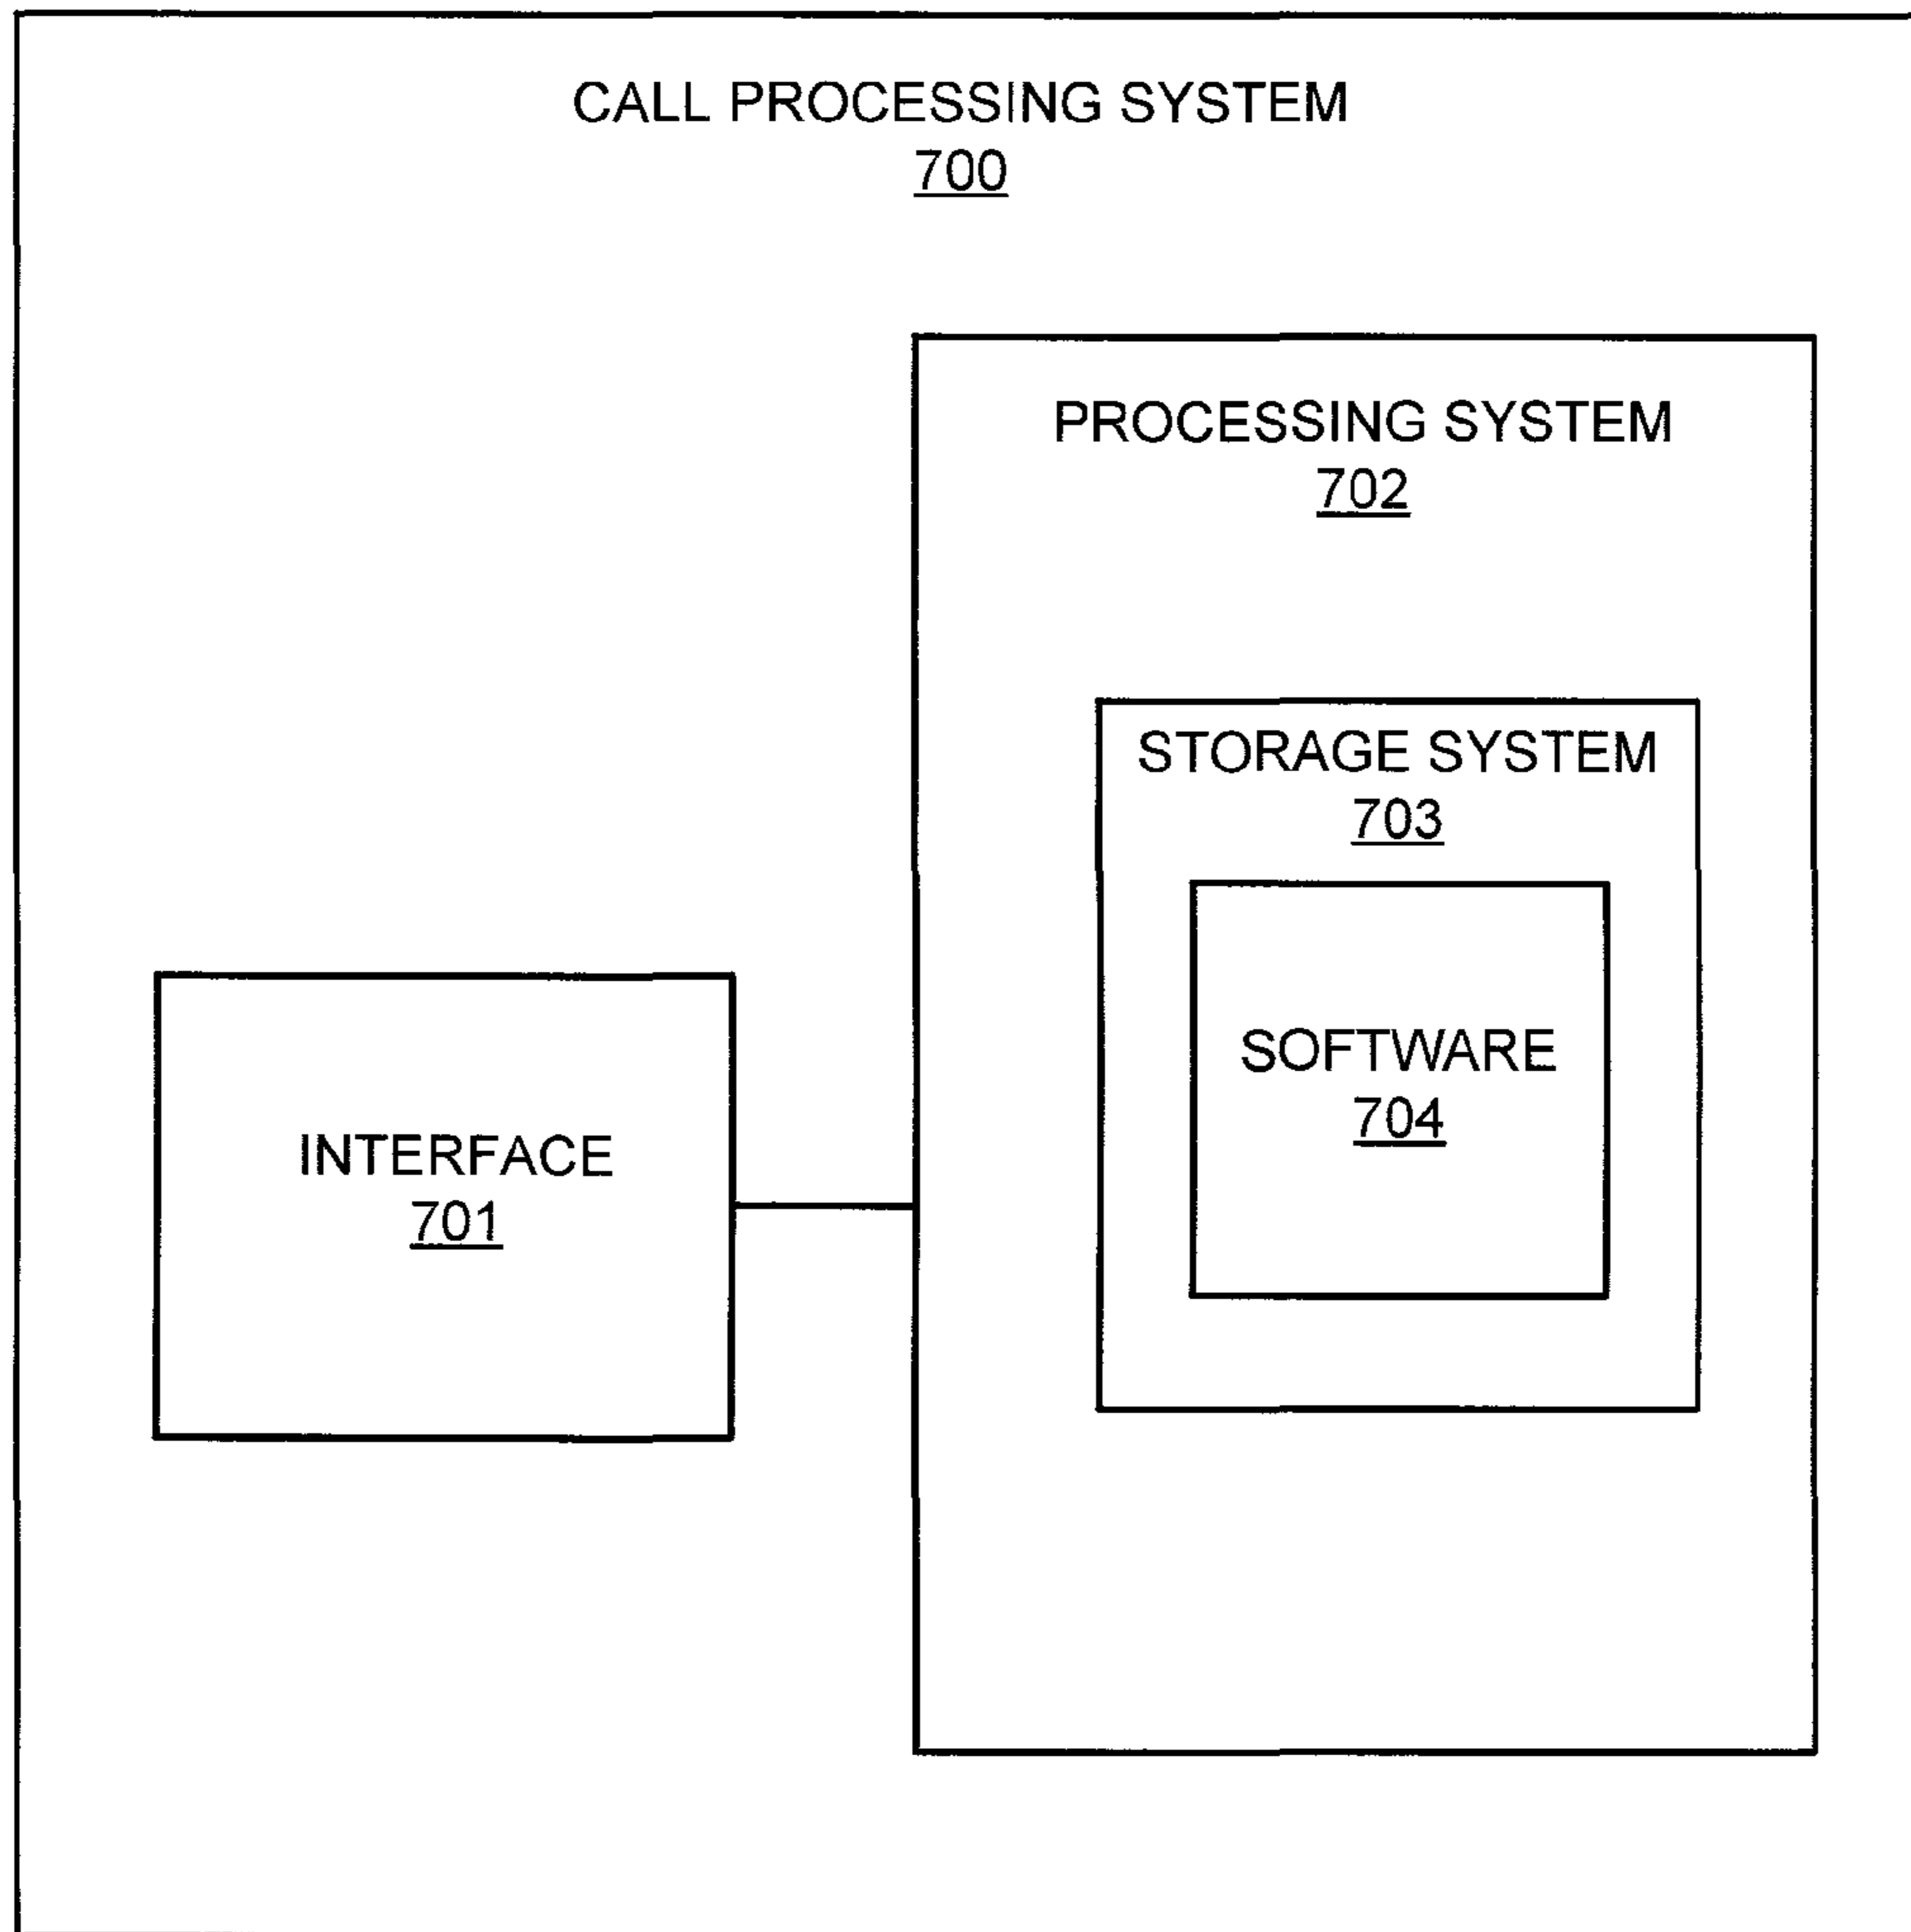 CALL PROCESSING SYSTEM
700
PROCESSING SYSTEM
702
STORAGE SYSTEM
703
SOFTWARE
704
INTERFACE
701